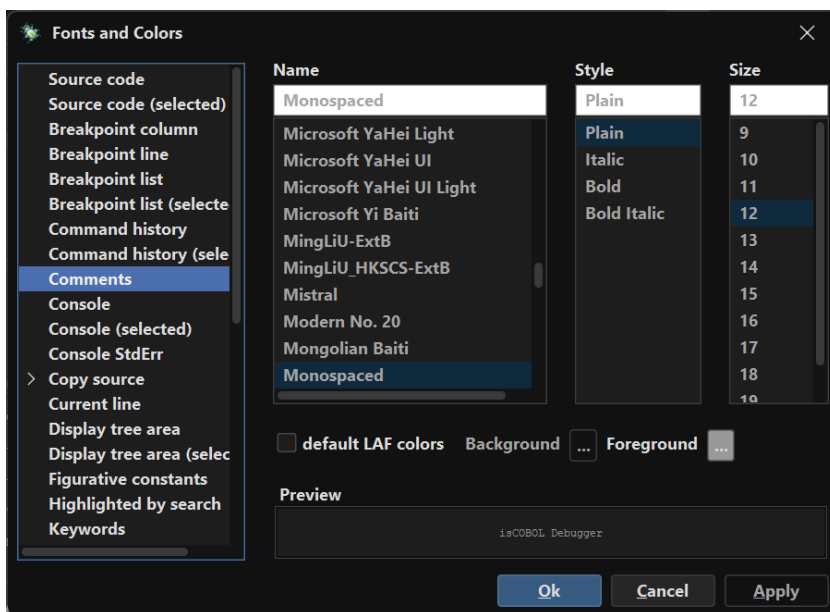 Fonts and Colors
Source code
Source code (selected)
Breakpoint column
Breakpoint line
Breakpoint list
Breakpoint list (selecte
Command history
Command history (sele
Comments
Console
Console (selected)
Console StdErr
Copy source
Current line
Display tree area
Display tree area (selec
Figurative constants
Highlighted by search
Keywords
Name
Monospaced
Microsoft YaHei Light
Microsoft YaHei UI
Microsoft YaHei UI Light
Microsoft Yi Baiti
MingLiU-ExtB
MingLiU_HKSCS-ExtB
Mistral
Modern No. 20
Mongolian Baiti
Monospaced
Style
Plain
Plain
Italic
Bold
Bold Italic
Size
12
9
10
11
12
13
14
15
16
17
18
19
default LAF colors Background ... Foreground ...
Preview
isCOBOL Debugger
Ok Cancel Apply